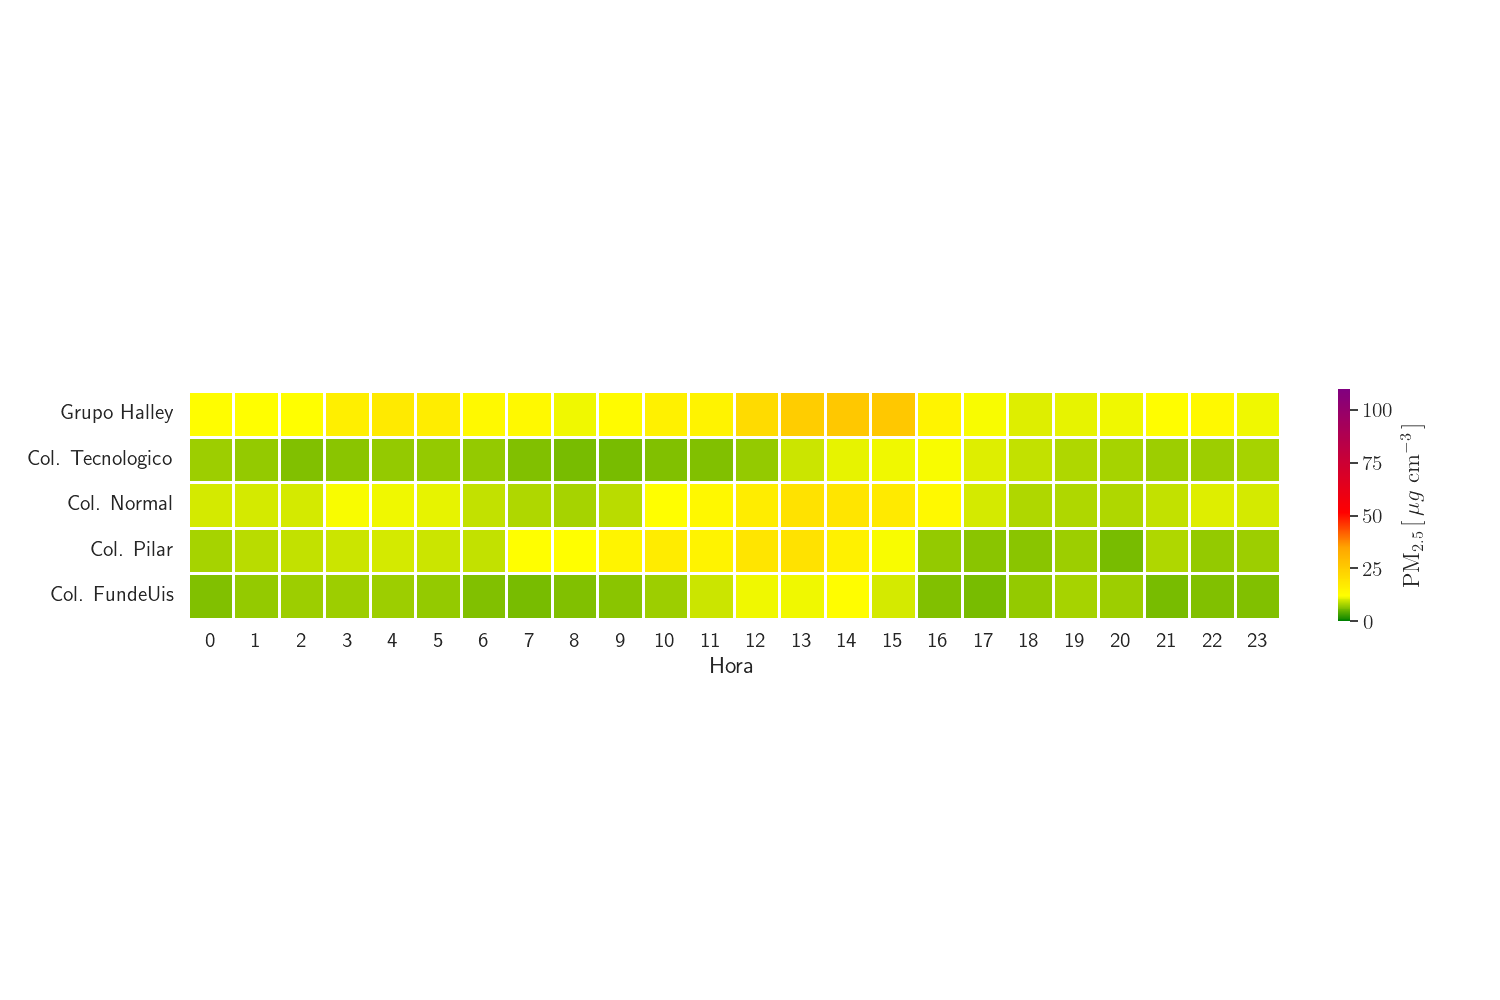 Grupo Halley
Col. Tecnologico
Col. Normal
Col. Pilar
Col. FundeUis
0 1 2 3 4 5 6 7 8 9 10 11 12 13 14 15 16 17 18 19 20 21 22 23
Hora
100
75
50
25
0
PM₂.₅ [ μg cm⁻³ ]